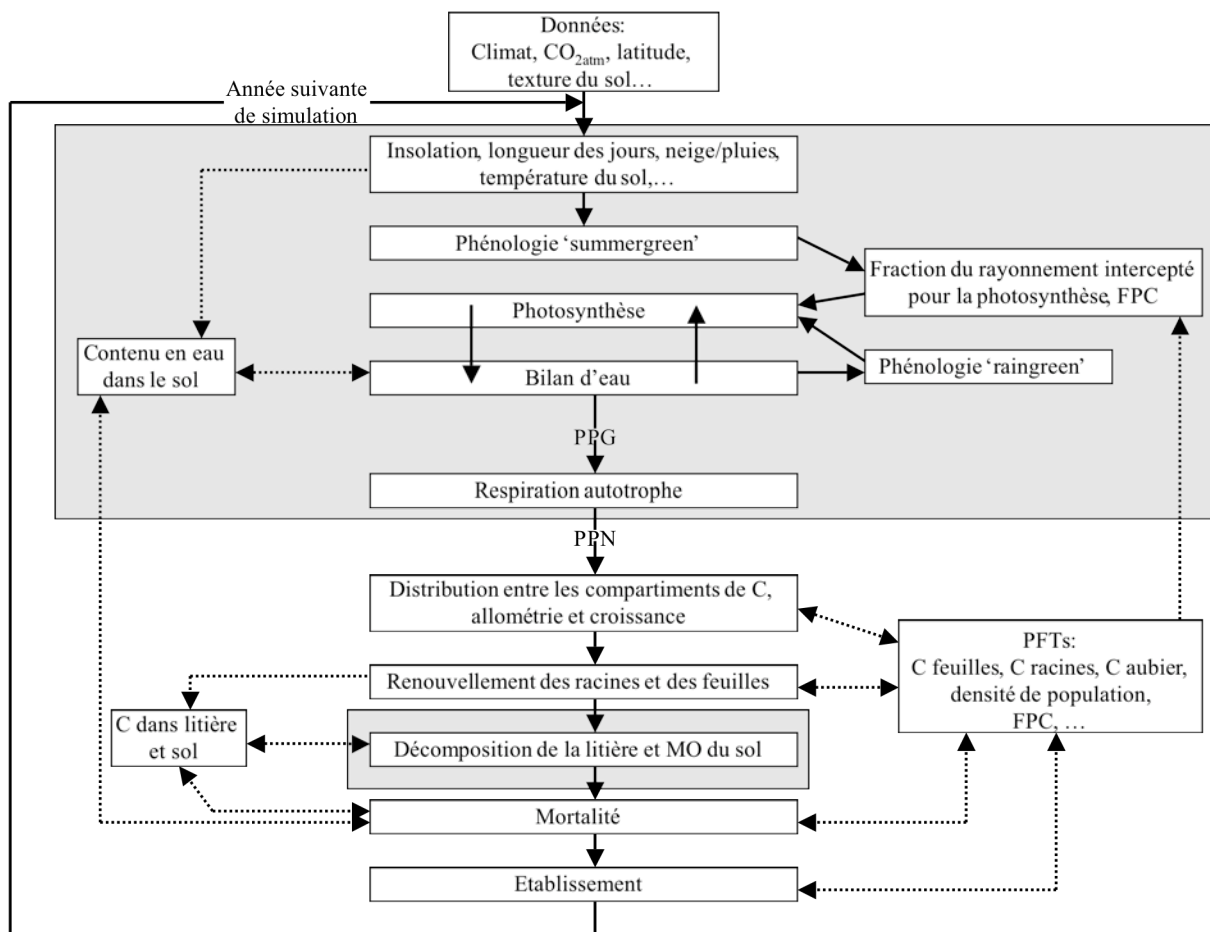 Données:
Climat, CO2atm, latitude,
texture du sol…
Année suivante
de simulation
Insolation, longueur des jours, neige/pluies,
température du sol,…
Phénologie ‘summergreen’
Fraction du rayonnement intercepté
pour la photosynthèse, FPC
Photosynthèse
Contenu en eau
dans le sol
Bilan d’eau
Phénologie ‘raingreen’
PPG
Respiration autotrophe
PPN
Distribution entre les compartiments de C,
allométrie et croissance
PFTs:
C feuilles, C racines, C aubier,
densité de population,
FPC, …
Renouvellement des racines et des feuilles
C dans litière
et sol
Décomposition de la litière et MO du sol
Mortalité
Etablissement